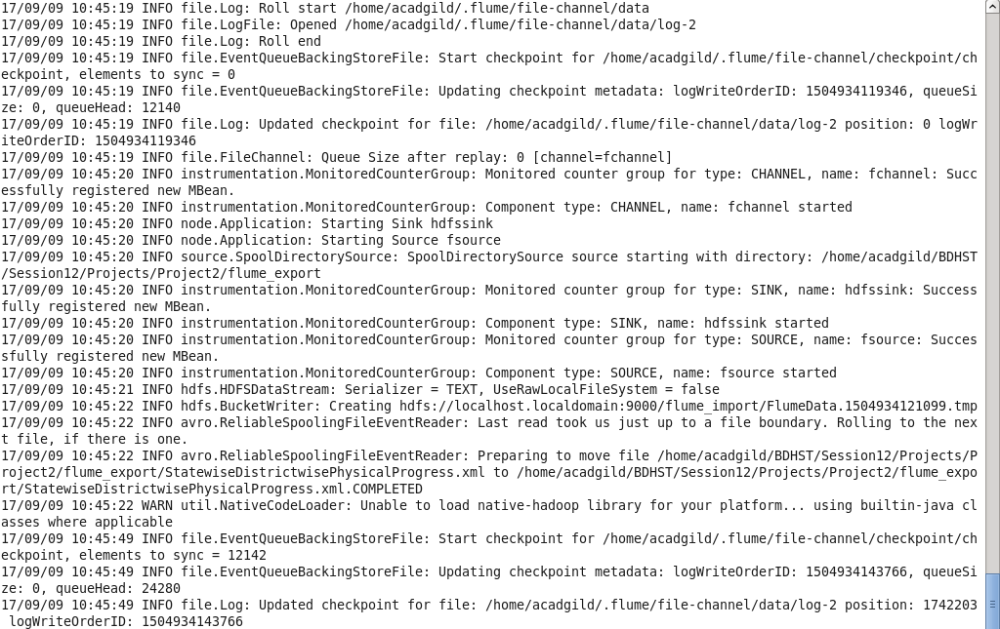 17/09/09 10:45:19 INFO file.Log: Roll start /home/acadgild/.flume/file-channel/data
17/09/09 10:45:19 INFO file.LogFile: Opened /home/acadgild/.flume/file-channel/data/log-2
17/09/09 10:45:19 INFO file.Log: Roll end
17/09/09 10:45:19 INFO file.EventQueueBackingStoreFile: Start checkpoint for /home/acadgild/.flume/file-channel/checkpoint/ch
eckpoint, elements to sync = 0
17/09/09 10:45:19 INFO file.EventQueueBackingStoreFile: Updating checkpoint metadata: logWriteOrderID: 1504934119346, queueSi
ze: 0, queueHead: 12140
17/09/09 10:45:19 INFO file.Log: Updated checkpoint for file: /home/acadgild/.flume/file-channel/data/log-2 position: 0 logWr
iteOrderID: 1504934119346
17/09/09 10:45:19 INFO file.FileChannel: Queue Size after replay: 0 [channel=fchannel]
17/09/09 10:45:20 INFO instrumentation.MonitoredCounterGroup: Monitored counter group for type: CHANNEL, name: fchannel: Succ
essfully registered new MBean.
17/09/09 10:45:20 INFO instrumentation.MonitoredCounterGroup: Component type: CHANNEL, name: fchannel started
17/09/09 10:45:20 INFO node.Application: Starting Sink hdfssink
17/09/09 10:45:20 INFO node.Application: Starting Source fsource
17/09/09 10:45:20 INFO source.SpoolDirectorySource: SpoolDirectorySource source starting with directory: /home/acadgild/BDHST
/Session12/Projects/Project2/flume_export
17/09/09 10:45:20 INFO instrumentation.MonitoredCounterGroup: Monitored counter group for type: SINK, name: hdfssink: Success
fully registered new MBean.
17/09/09 10:45:20 INFO instrumentation.MonitoredCounterGroup: Component type: SINK, name: hdfssink started
17/09/09 10:45:20 INFO instrumentation.MonitoredCounterGroup: Monitored counter group for type: SOURCE, name: fsource: Succes
sfully registered new MBean.
17/09/09 10:45:20 INFO instrumentation.MonitoredCounterGroup: Component type: SOURCE, name: fsource started
17/09/09 10:45:21 INFO hdfs.HDFSDataStream: Serializer = TEXT, UseRawLocalFileSystem = false
17/09/09 10:45:22 INFO hdfs.BucketWriter: Creating hdfs://localhost.localdomain:9000/flume_import/FlumeData.1504934121099.tmp
17/09/09 10:45:22 INFO avro.ReliableSpoolingFileEventReader: Last read took us just up to a file boundary. Rolling to the nex
t file, if there is one.
17/09/09 10:45:22 INFO avro.ReliableSpoolingFileEventReader: Preparing to move file /home/acadgild/BDHST/Session12/Projects/P
roject2/flume_export/StatewiseDistrictwisePhysicalProgress.xml to /home/acadgild/BDHST/Session12/Projects/Project2/flume_expo
rt/StatewiseDistrictwisePhysicalProgress.xml.COMPLETED
17/09/09 10:45:22 WARN util.NativeCodeLoader: Unable to load native-hadoop library for your platform... using builtin-java cl
asses where applicable
17/09/09 10:45:49 INFO file.EventQueueBackingStoreFile: Start checkpoint for /home/acadgild/.flume/file-channel/checkpoint/ch
eckpoint, elements to sync = 12142
17/09/09 10:45:49 INFO file.EventQueueBackingStoreFile: Updating checkpoint metadata: logWriteOrderID: 1504934143766, queueSi
ze: 0, queueHead: 24280
17/09/09 10:45:49 INFO file.Log: Updated checkpoint for file: /home/acadgild/.flume/file-channel/data/log-2 position: 1742203
 logWriteOrderID: 1504934143766